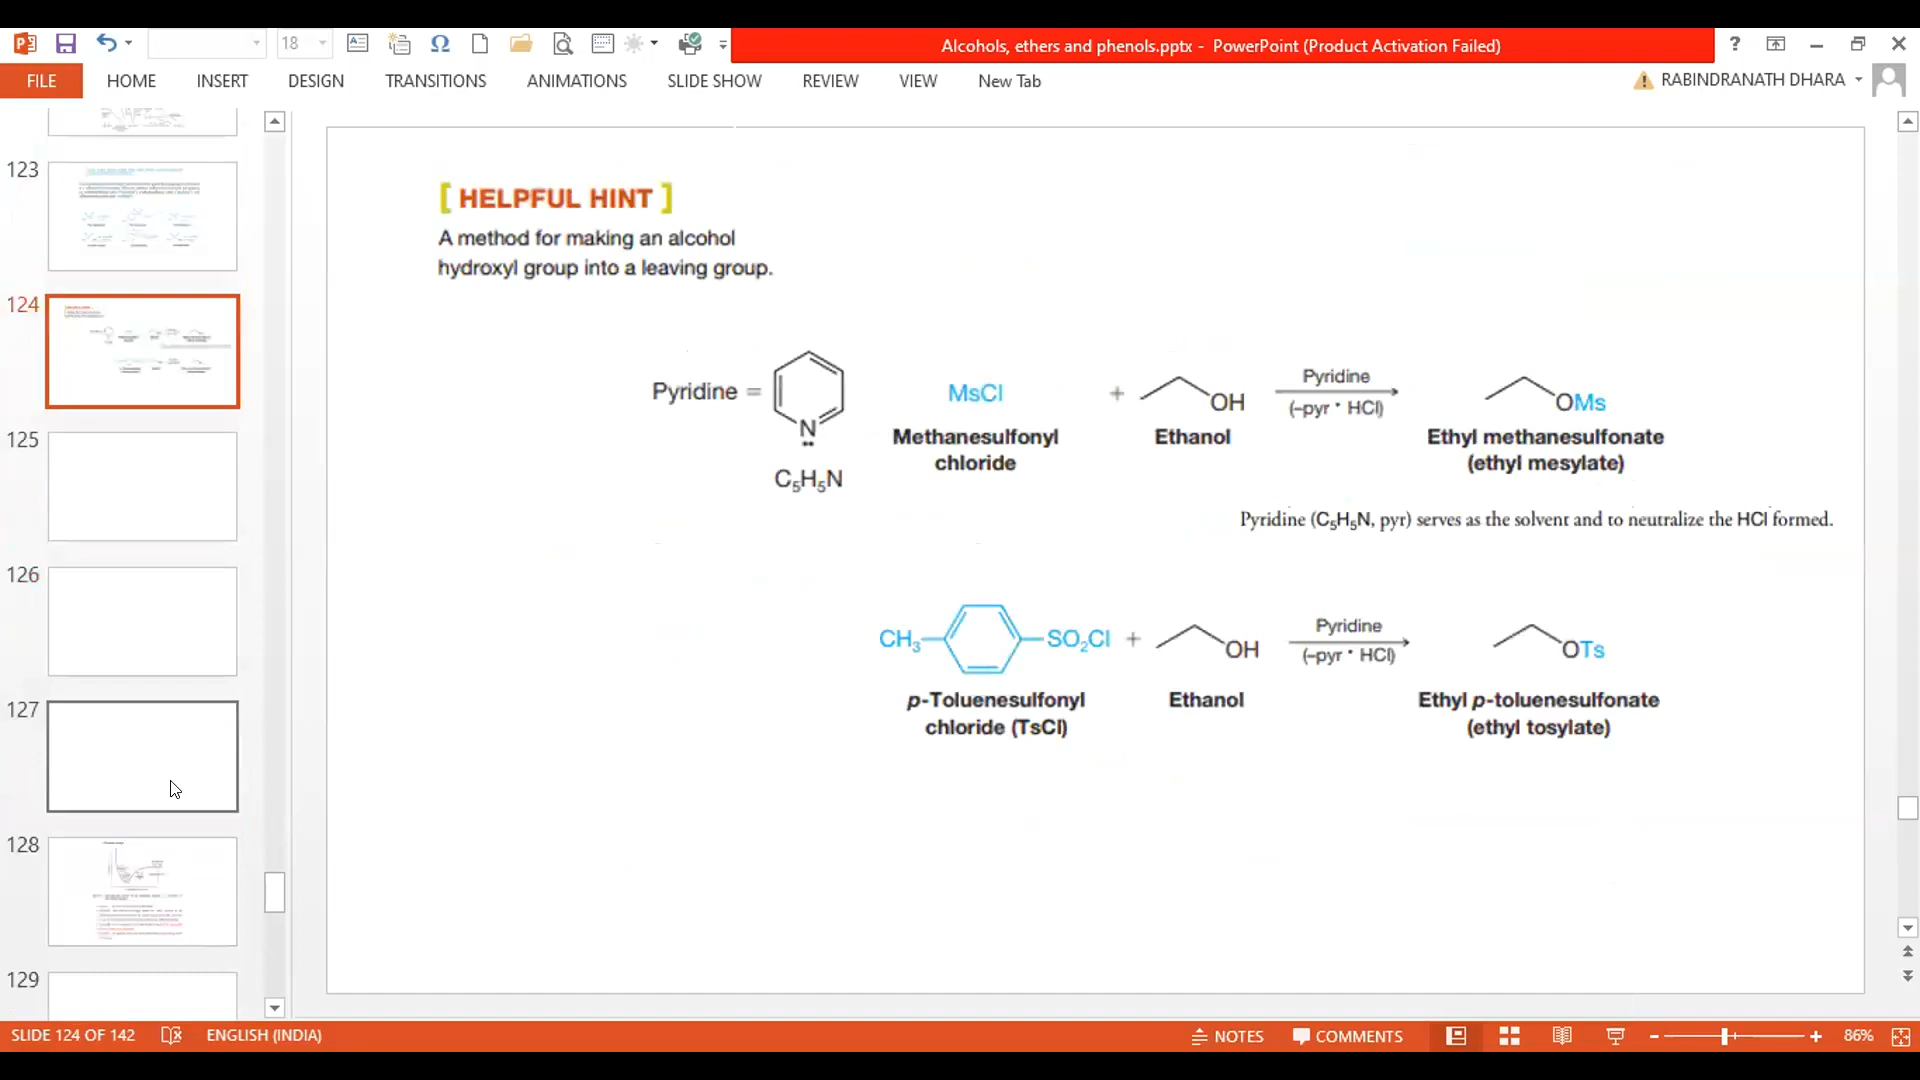 18
Alcohols, ethers and phenols.pptx - PowerPoint (Product Activation Failed)
?
FILE HOME INSERT DESIGN TRANSITIONS ANIMATIONS SLIDE SHOW REVIEW VIEW New Tab
RABINDRANATH DHARA
123
124
125
126
127
128
129
[ HELPFUL HINT ]
A method for making an alcohol
hydroxyl group into a leaving group.
Pyridine =
N
C₅H₅N
MsCl
Methanesulfonyl
chloride
+
OH
Ethanol
Pyridine
(–pyr · HCl)
OMs
Ethyl methanesulfonate
(ethyl mesylate)
Pyridine (C₅H₅N, pyr) serves as the solvent and to neutralize the HCl formed.
CH₃ SO₂Cl
p-Toluenesulfonyl
chloride (TsCl)
+
OH
Ethanol
Pyridine
(–pyr · HCl)
OTs
Ethyl p-toluenesulfonate
(ethyl tosylate)
SLIDE 124 OF 142 ENGLISH (INDIA) NOTES COMMENTS 86%